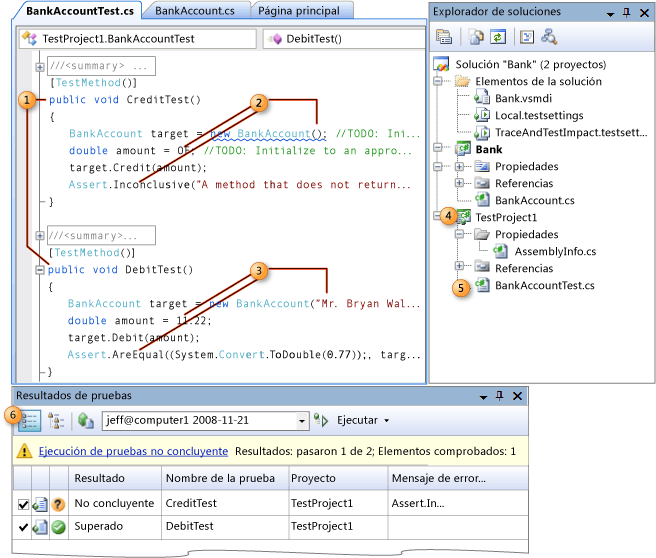 BankAccountTest.cs
BankAccount.cs
Página principal
TestProject1.BankAccountTest
DebitTest()
///<summary> ...
[TestMethod()]
1
public void CreditTest()
2
{
BankAccount target = new BankAccount(); //TODO: Ini...
double amount = 0F; //TODO: Initialize to an appro...
target.Credit(amount);
Assert.Inconclusive("A method that does not return...
}
///<summary>...
[TestMethod()]
public void DebitTest()
3
{
BankAccount target = new BankAccount("Mr. Bryan Wal...
double amount = 11.22;
target.Debit(amount);
Assert.AreEqual((System.Convert.ToDouble(0.77));, targ...
}
Explorador de soluciones
Solución "Bank" (2 proyectos)
Elementos de la solución
Bank.vsmdi
Local.testsettings
TraceAndTestImpact.testsett...
Bank
Propiedades
Referencias
BankAccount.cs
4
TestProject1
Propiedades
AssemblyInfo.cs
Referencias
5
BankAccountTest.cs
Resultados de pruebas
6
jeff@computer1 2008-11-21
Ejecutar
Ejecución de pruebas no concluyente Resultados: pasaron 1 de 2; Elementos comprobados: 1
Resultado Nombre de la prueba Proyecto Mensaje de error...
No concluyente CreditTest TestProject1 Assert.In...
Superado DebitTest TestProject1